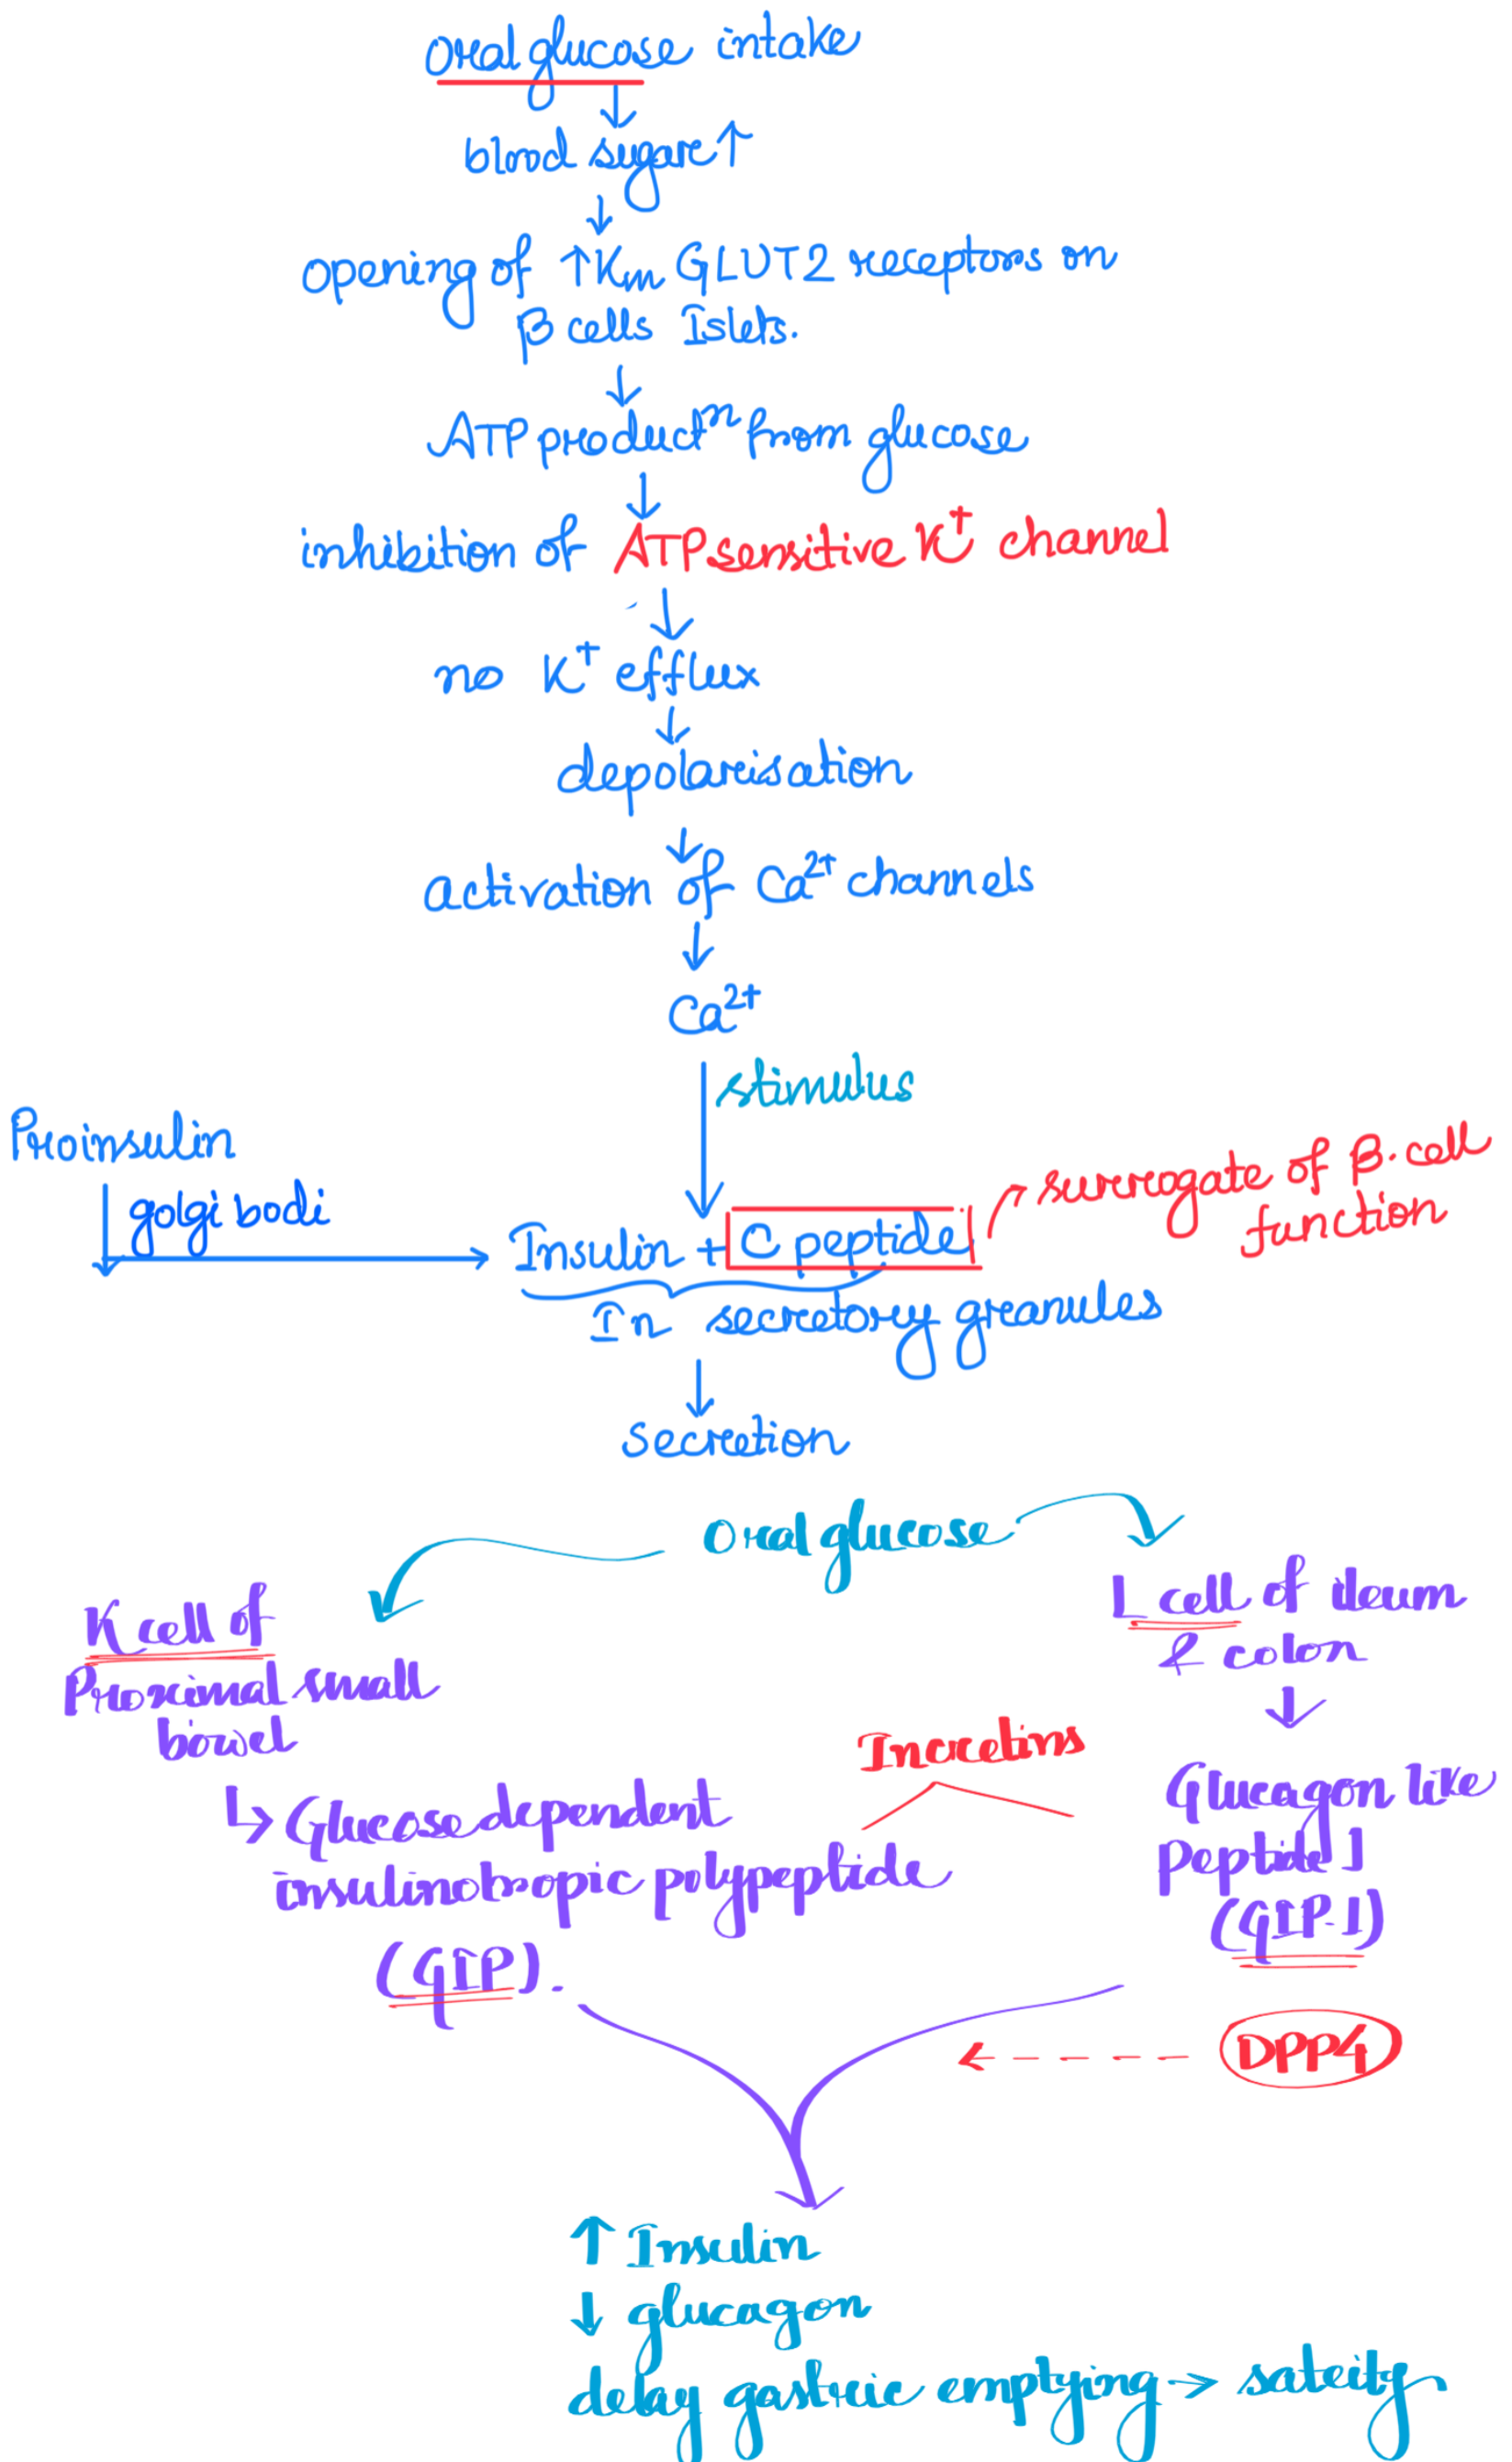 Oral glucose intake
blood sugar ↑
opening of ↑Km GLUT2 receptors on
β cells Islets.
ATP productⁿ from glucose
inhibition of ATP sensitive K⁺ channel
no K⁺ efflux
depolarisation
activation of Ca²⁺ channels
Ca²⁺
stimulus
Proinsulin
golgi bodi
Insulin + C peptide
surrogate of β-cell
function
In secretory granules
secretion
Oral glucose
K cell of
Proximal small
bowel
L cell of ileum
& colon
Incretins
Glucose dependent
insulinotropic polypeptide
(GIP).
Glucagon like
Peptide 1
(GIP-1)
DPP4
↑ Insulin
↓ glucagon
delay gastric emptying → sateity